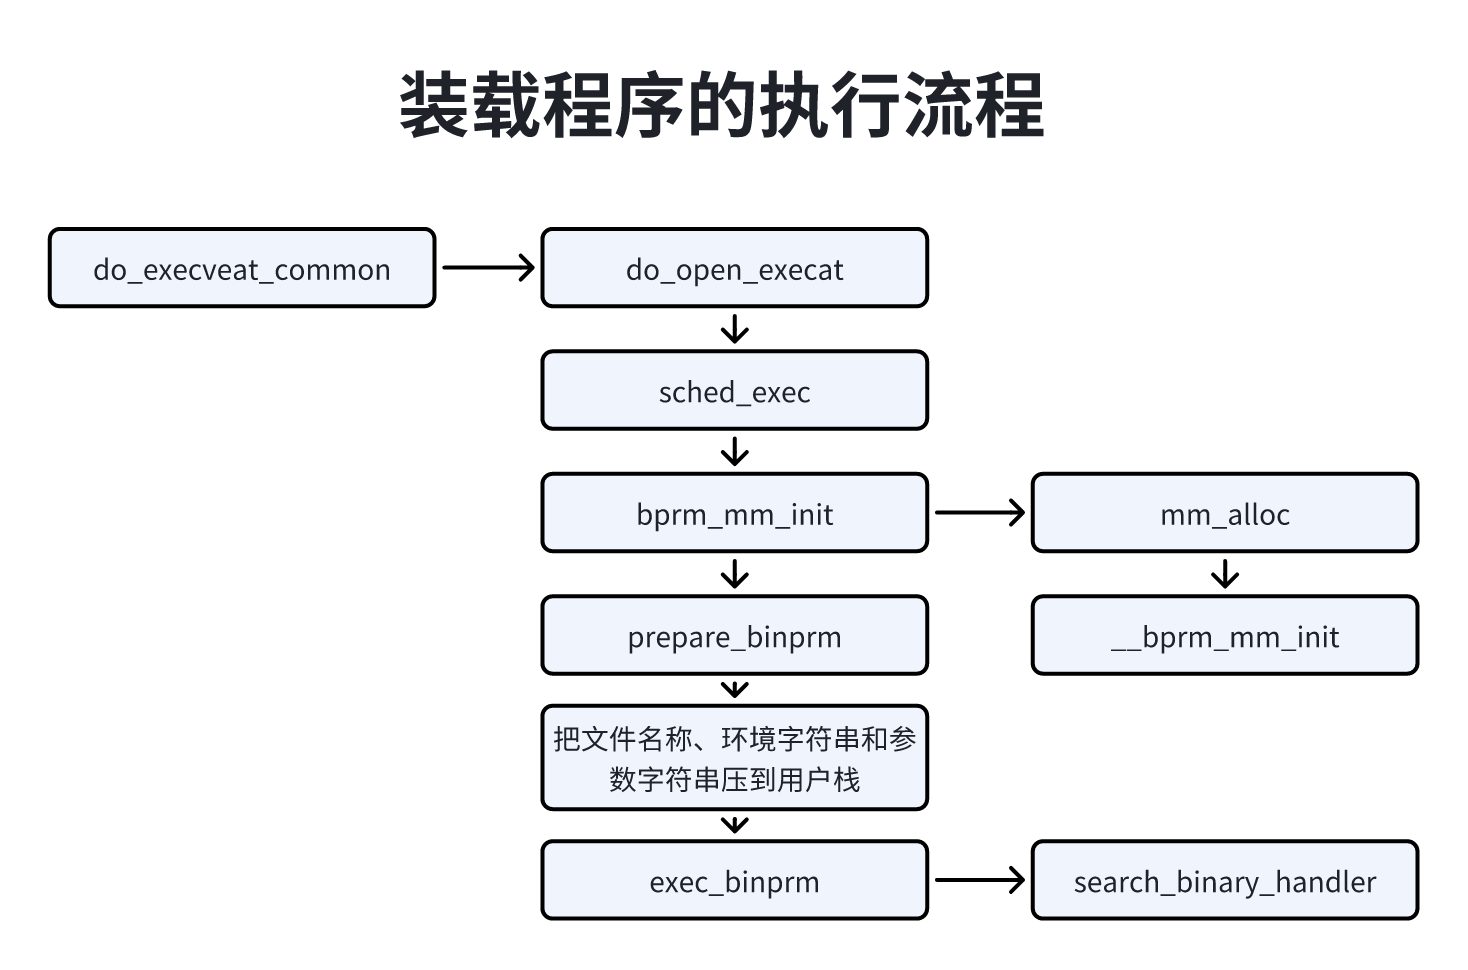 装载程序的执行流程
do_execveat_common
do_open_execat
sched_exec
bprm_mm_init
mm_alloc
prepare_binprm
__bprm_mm_init
把文件名称、环境字符串和参
数字符串压到用户栈
exec_binprm
search_binary_handler